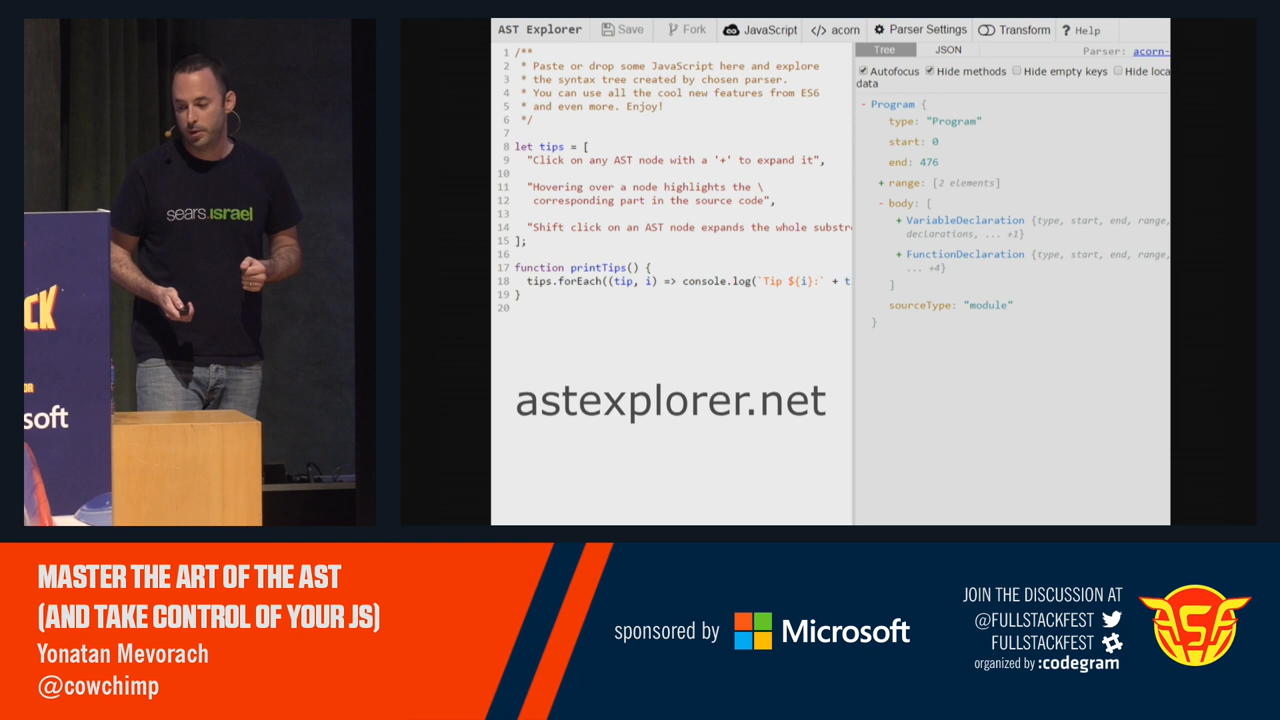 sears.israel
CK
OR
soft
AST Explorer
Save
Fork
JavaScript
</> acorn
Parser Settings
Transform
? Help
1 /**
2 * Paste or drop some JavaScript here and explore
3 * the syntax tree created by chosen parser.
4 * You can use all the cool new features from ES6
5 * and even more. Enjoy!
6 */
7
8 let tips = [
9 "Click on any AST node with a '+' to expand it",
10
11 "Hovering over a node highlights the \
12 corresponding part in the source code",
13
14 "Shift click on an AST node expands the whole substr
15 ];
16
17 function printTips() {
18 tips.forEach((tip, i) => console.log(`Tip ${i}:` + t
19 }
20
astexplorer.net
Tree
JSON
Parser: acorn-
Autofocus
Hide methods
Hide empty keys
Hide loca
data
- Program {
type: "Program"
start: 0
end: 476
+ range: [2 elements]
- body: [
+ VariableDeclaration {type, start, end, range,
declarations, ... +1}
+ FunctionDeclaration {type, start, end, range,
... +4}
]
sourceType: "module"
}
MASTER THE ART OF THE AST
(AND TAKE CONTROL OF YOUR JS)
Yonatan Mevorach
@cowchimp
sponsored by
Microsoft
JOIN THE DISCUSSION AT
@FULLSTACKFEST
FULLSTACKFEST
organized by :codegram
FSF